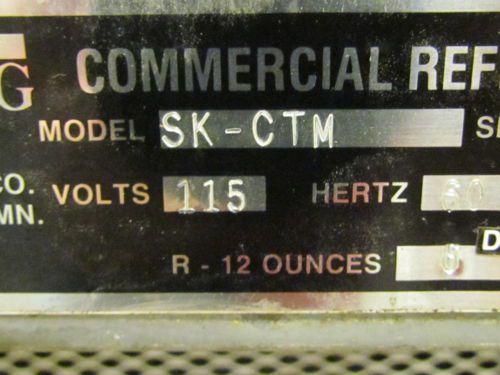 G COMMERCIAL REF
MODEL SK-CTM
CO. VOLTS 115 HERTZ 60
MN.
R - 12 OUNCES 6